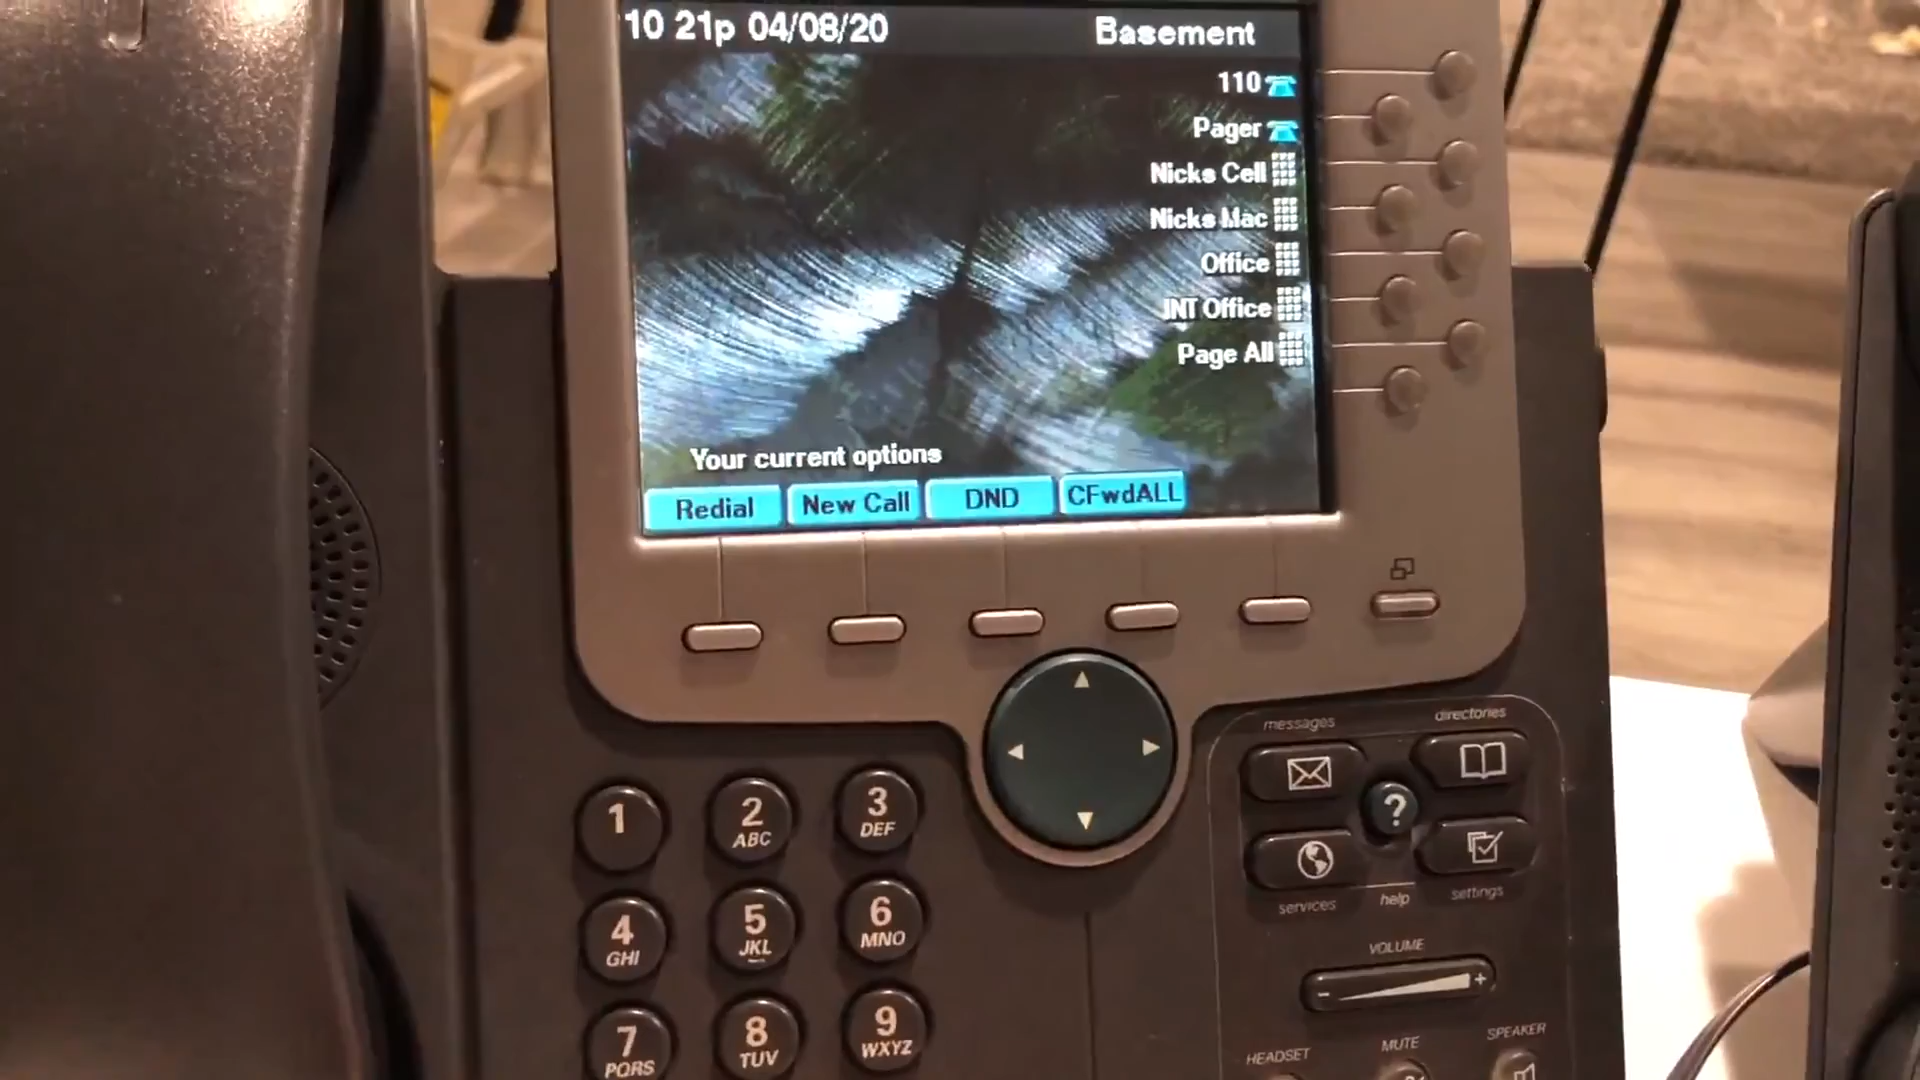 10 21p 04/08/20
Basement
110
Pager
Nicks Cell
Nicks Mac
Office
INT Office
Page All
Your current options
Redial
New Call
DND
CFwdALL
messages
directories
?
services
help
settings
1
2
ABC
3
DEF
4
GHI
5
JKL
6
MNO
VOLUME
- +
7
PQRS
8
TUV
9
WXYZ
HEADSET
MUTE
SPEAKER